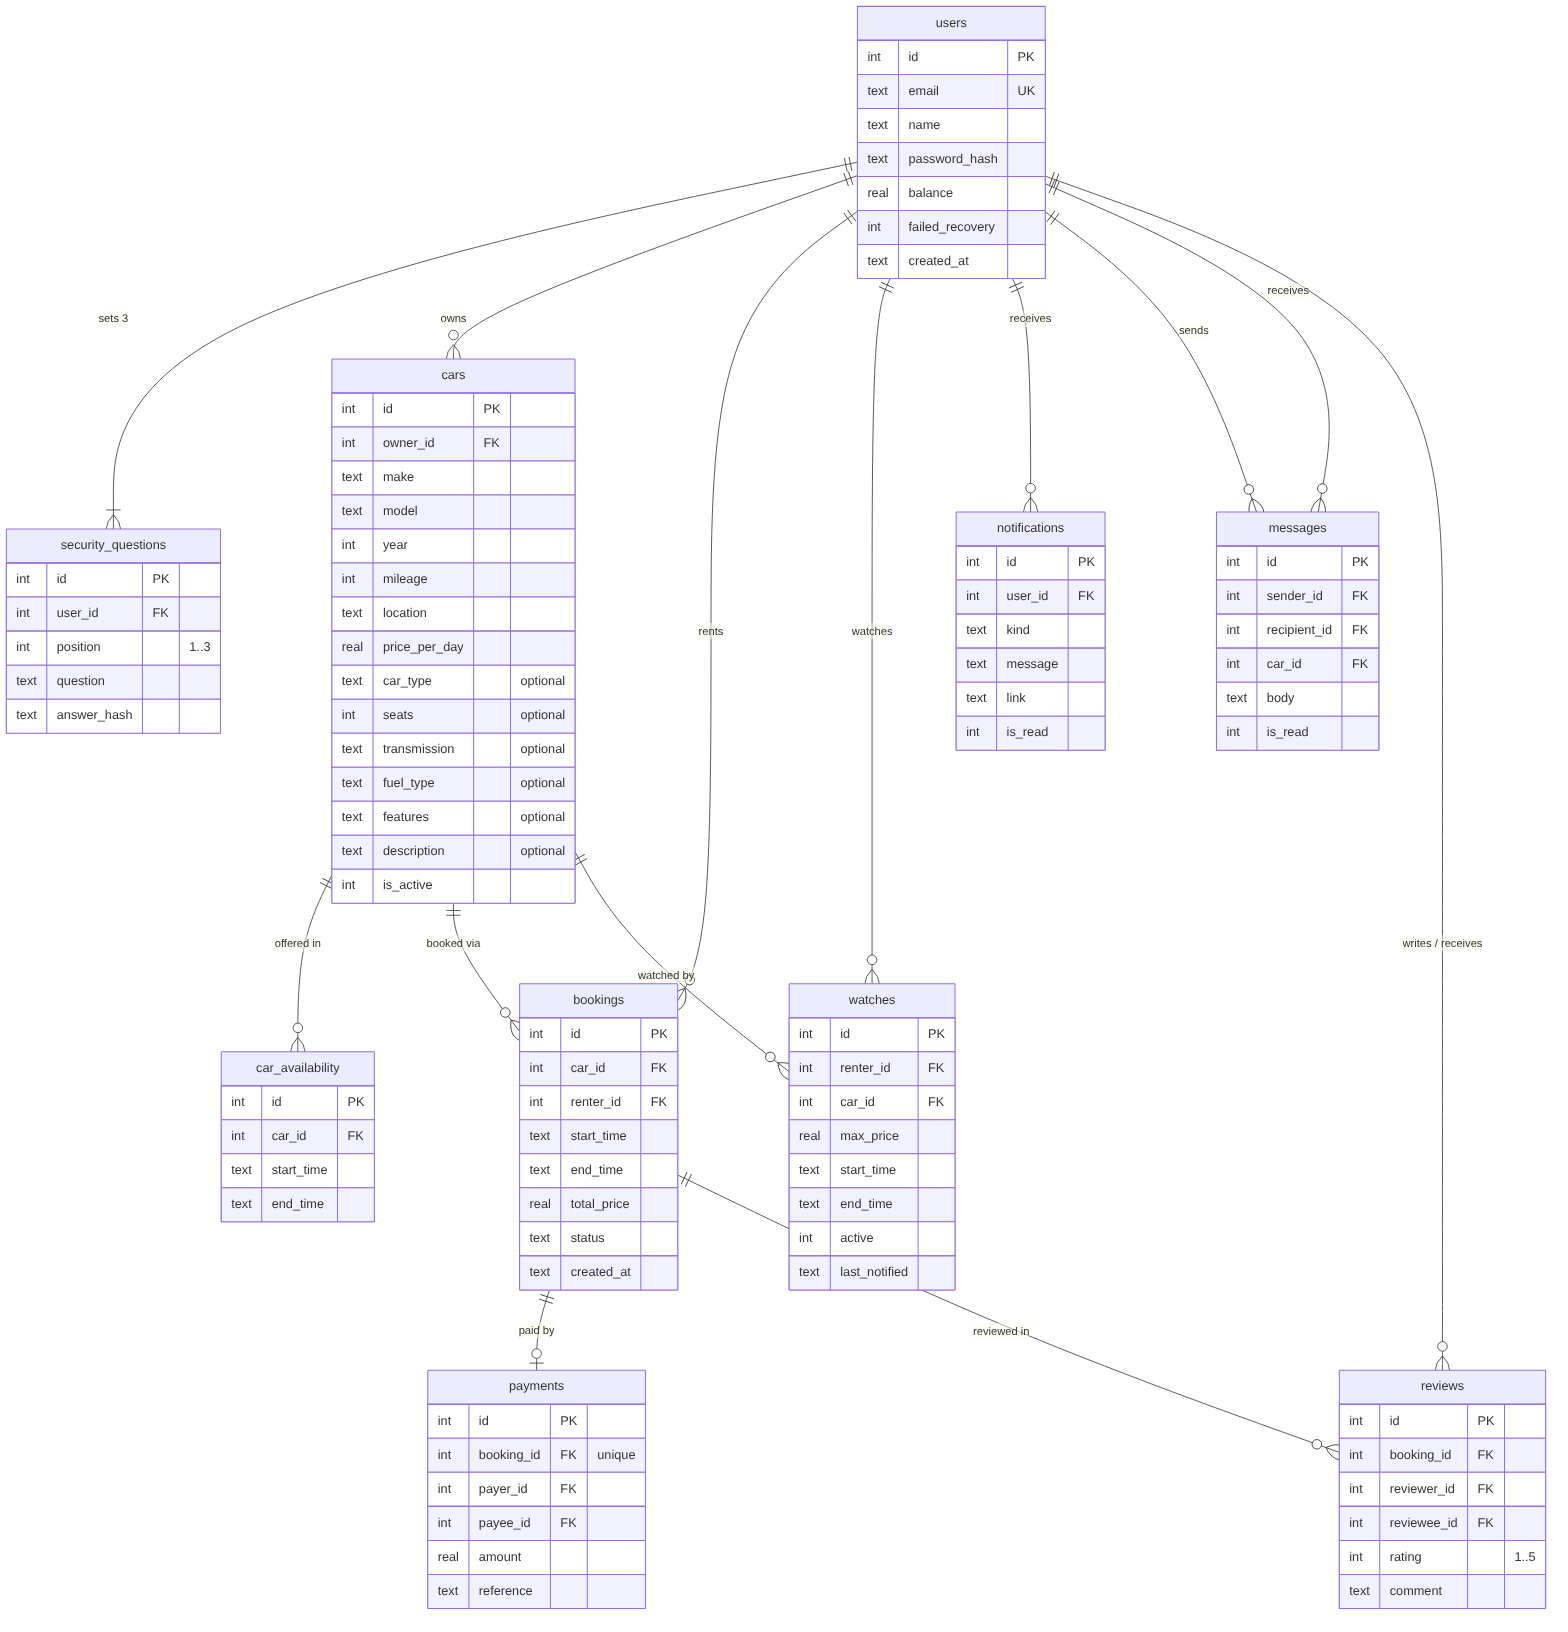 users
int id PK
text email UK
text name
text password_hash
real balance
int failed_recovery
text created_at
sets 3
owns
rents
watches
receives
sends
receives
writes / receives
cars
int id PK
int owner_id FK
text make
text model
int year
int mileage
text location
real price_per_day
text car_type optional
int seats optional
text transmission optional
text fuel_type optional
text features optional
text description optional
int is_active
security_questions
int id PK
int user_id FK
int position 1..3
text question
text answer_hash
notifications
int id PK
int user_id FK
text kind
text message
text link
int is_read
messages
int id PK
int sender_id FK
int recipient_id FK
int car_id FK
text body
int is_read
offered in
booked via
watched by
car_availability
int id PK
int car_id FK
text start_time
text end_time
bookings
int id PK
int car_id FK
int renter_id FK
text start_time
text end_time
real total_price
text status
text created_at
watches
int id PK
int renter_id FK
int car_id FK
real max_price
text start_time
text end_time
int active
text last_notified
paid by
reviewed in
payments
int id PK
int booking_id FK unique
int payer_id FK
int payee_id FK
real amount
text reference
reviews
int id PK
int booking_id FK
int reviewer_id FK
int reviewee_id FK
int rating 1..5
text comment